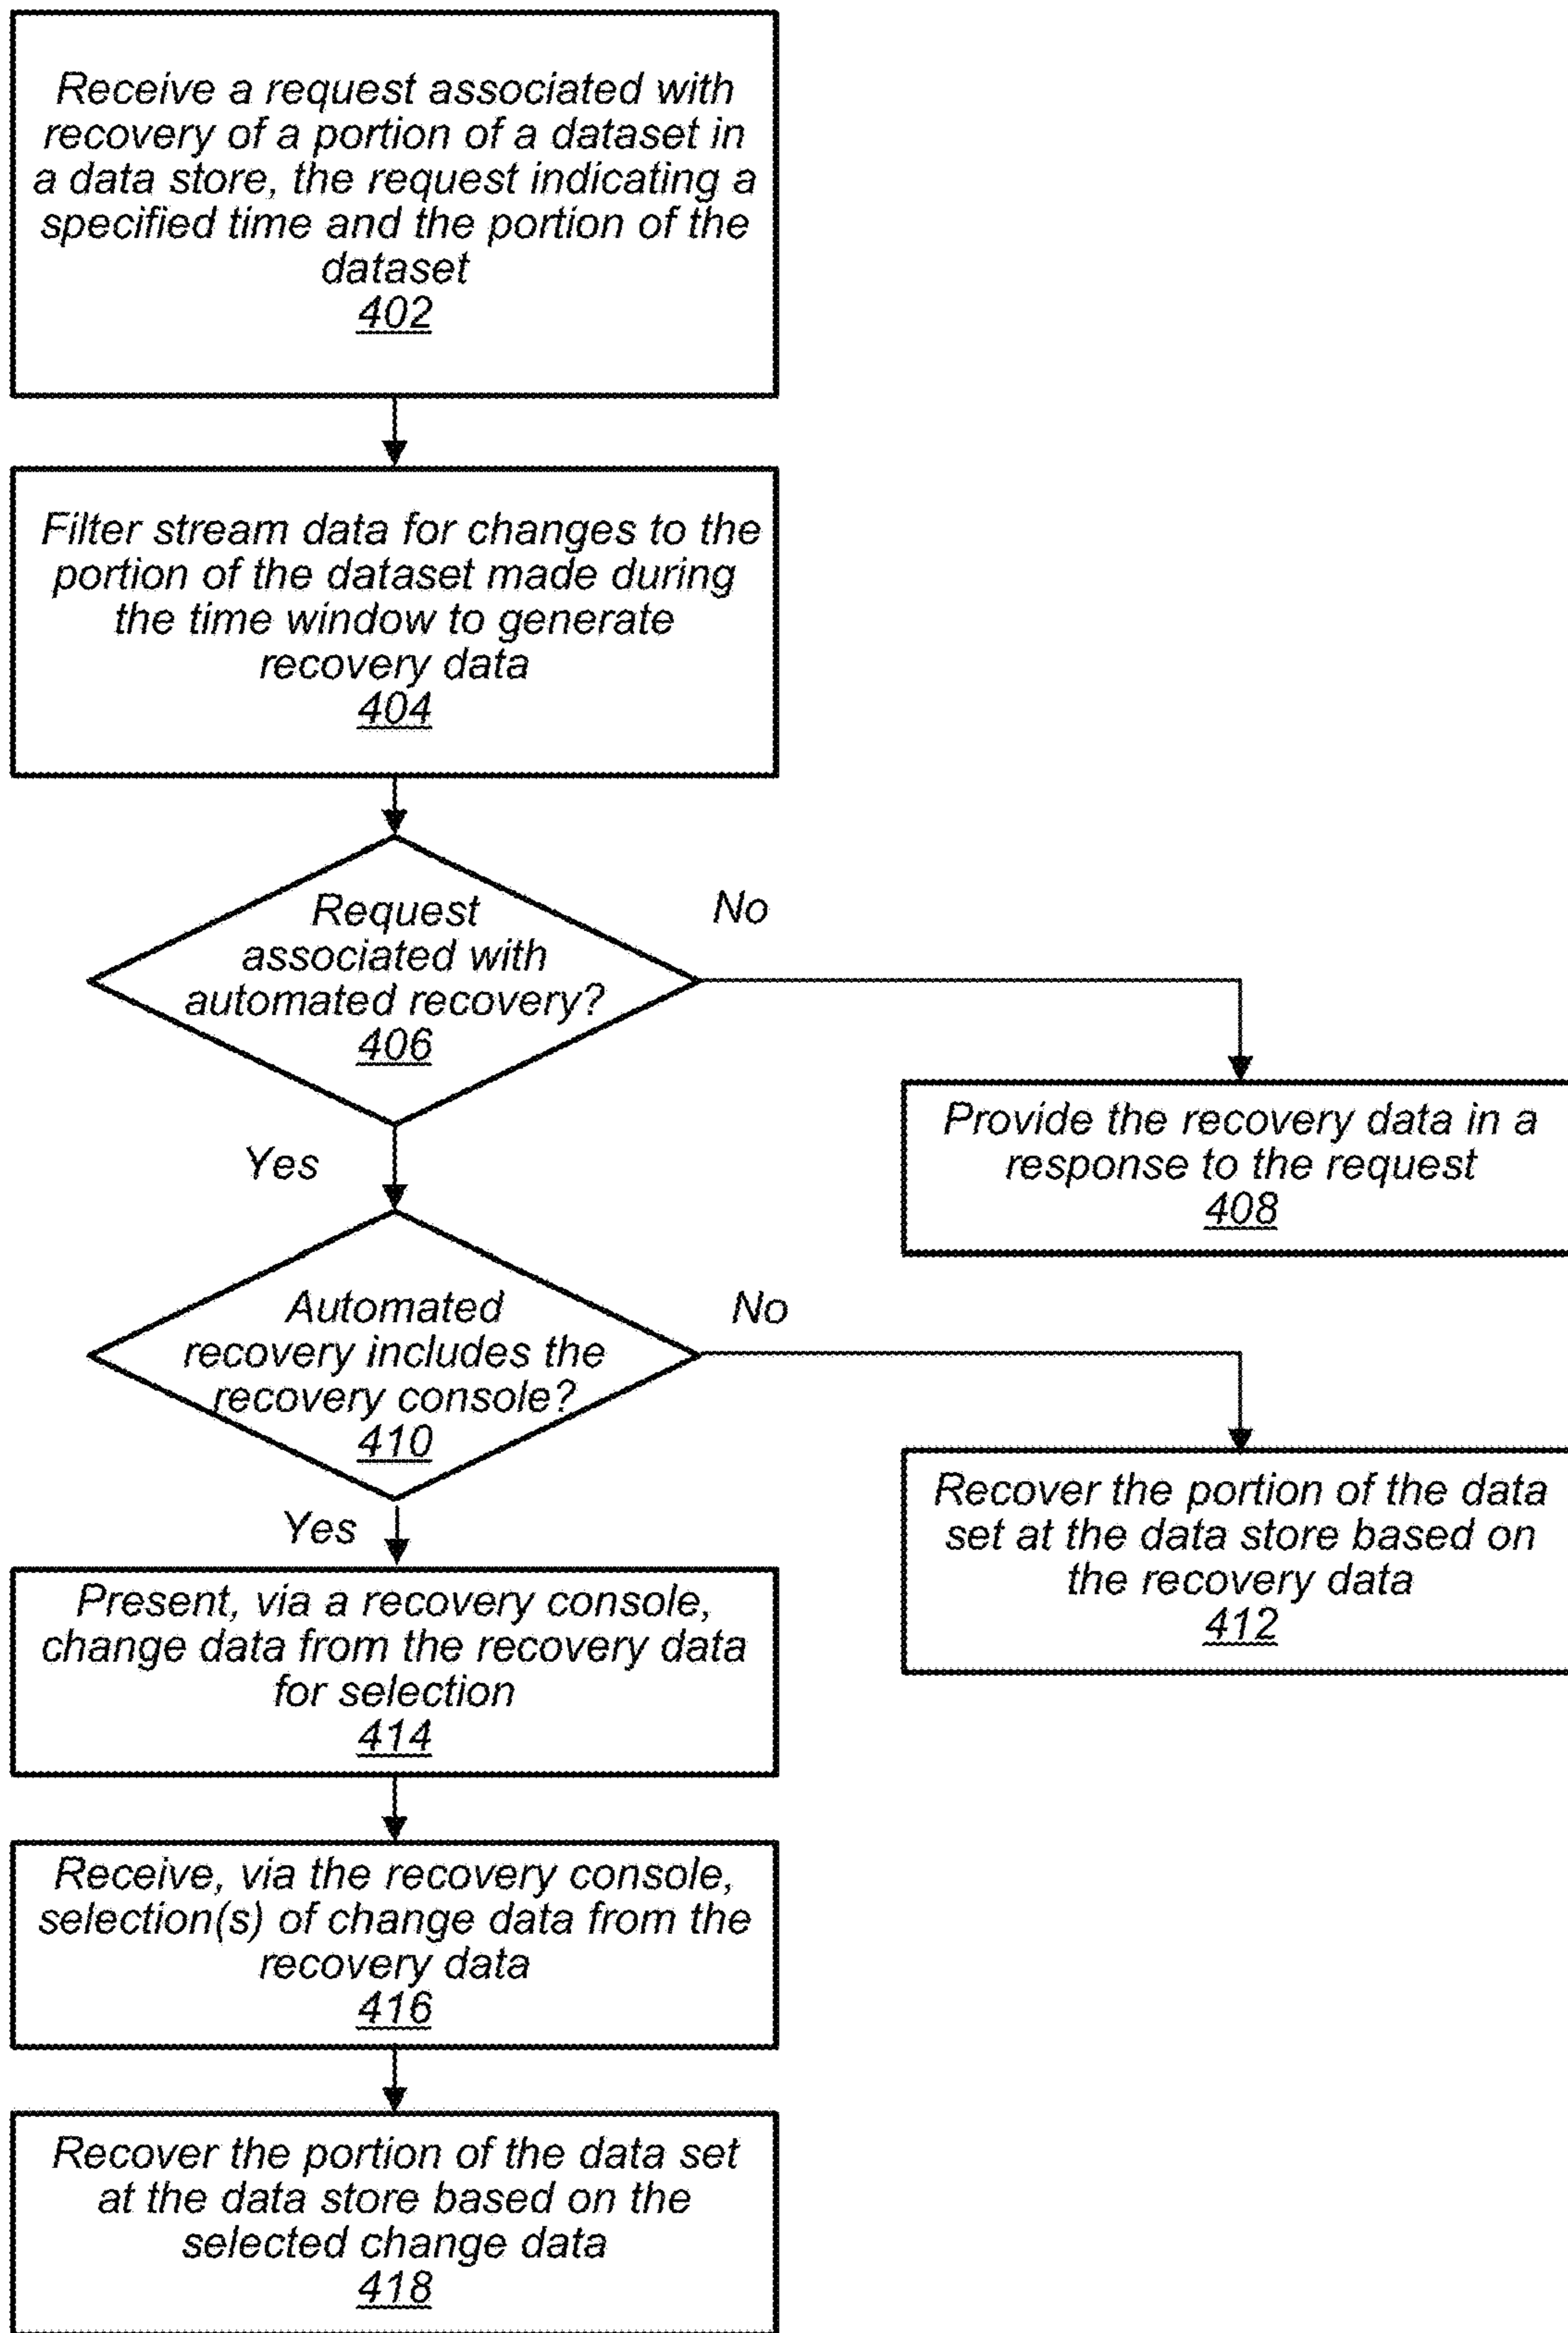 Receive a request associated with
recovery of a portion of a dataset in
a data store, the request indicating a
specified time and the portion of the
dataset
402
Filter stream data for changes to the
portion of the dataset made during
the time window to generate
recovery data
404
Request
associated with
automated recovery?
406
No
Provide the recovery data in a
response to the request
408
Yes
Automated
recovery includes the
recovery console?
410
No
Recover the portion of the data
set at the data store based on
the recovery data
412
Yes
Present, via a recovery console,
change data from the recovery data
for selection
414
Receive, via the recovery console,
selection(s) of change data from the
recovery data
416
Recover the portion of the data set
at the data store based on the
selected change data
418